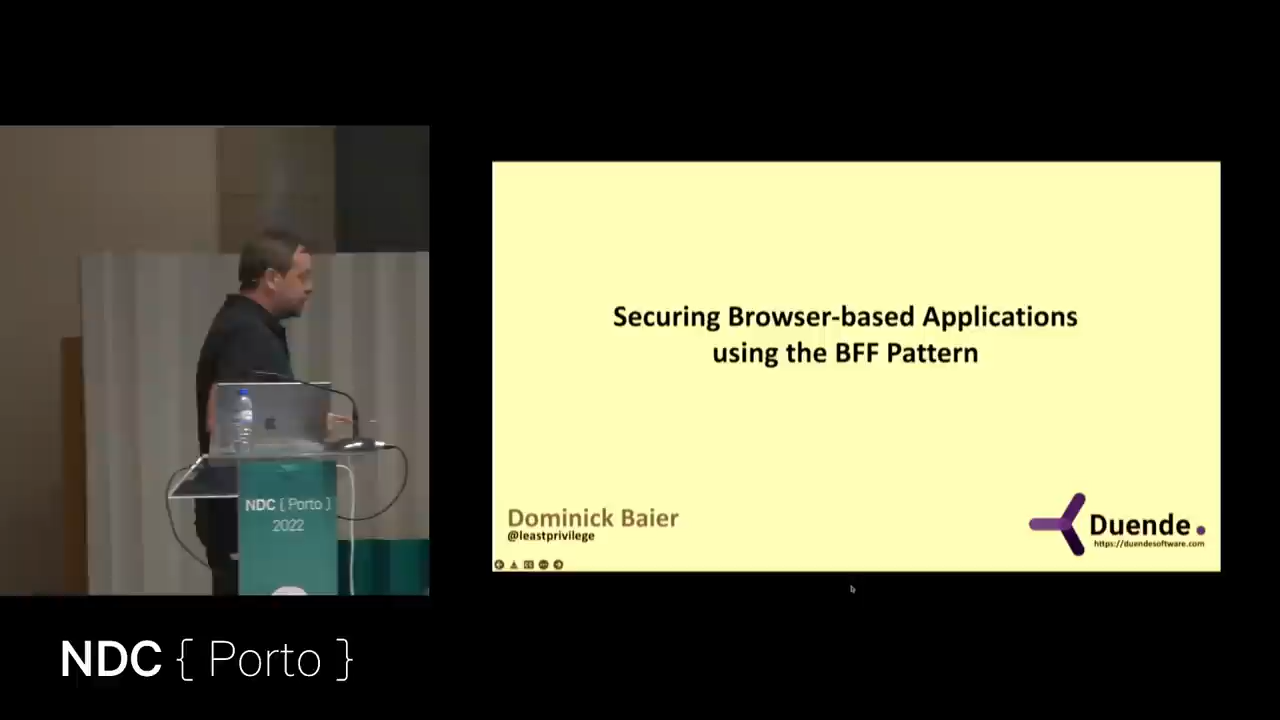 Securing Browser-based Applications
using the BFF Pattern
Dominick Baier
@leastprivilege
Duende.
https://duendesoftware.com
NDC { Porto }
2022
NDC { Porto }